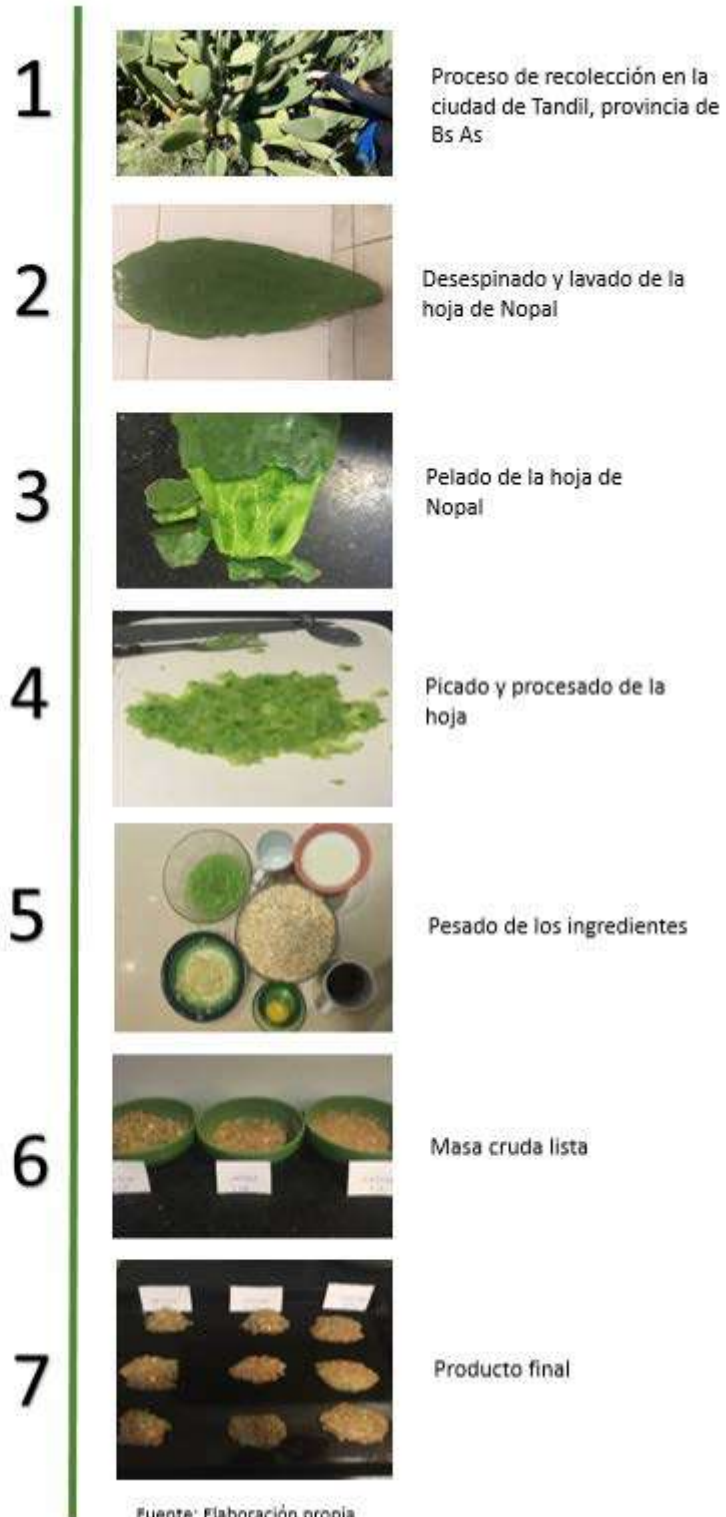 1
Proceso de recolección en la
ciudad de Tandil, provincia de
Bs As
2
Desespinado y lavado de la
hoja de Nopal
3
Pelado de la hoja de
Nopal
4
Picado y procesado de la
hoja
5
Pesado de los ingredientes
6
Masa cruda lista
7
Producto final
Fuente: Elaboración propia